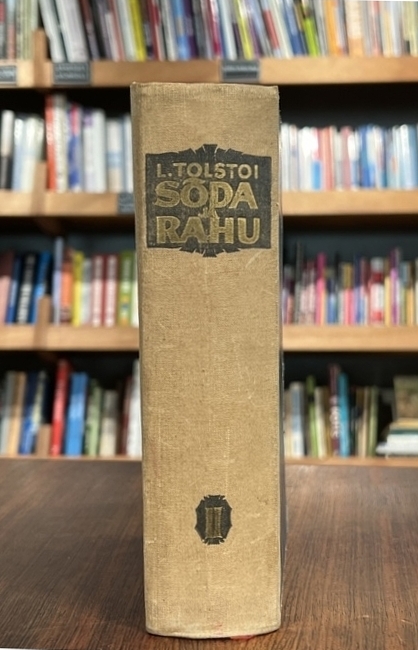 L. TOLSTOI
SÕDA
JA
RAHU
II